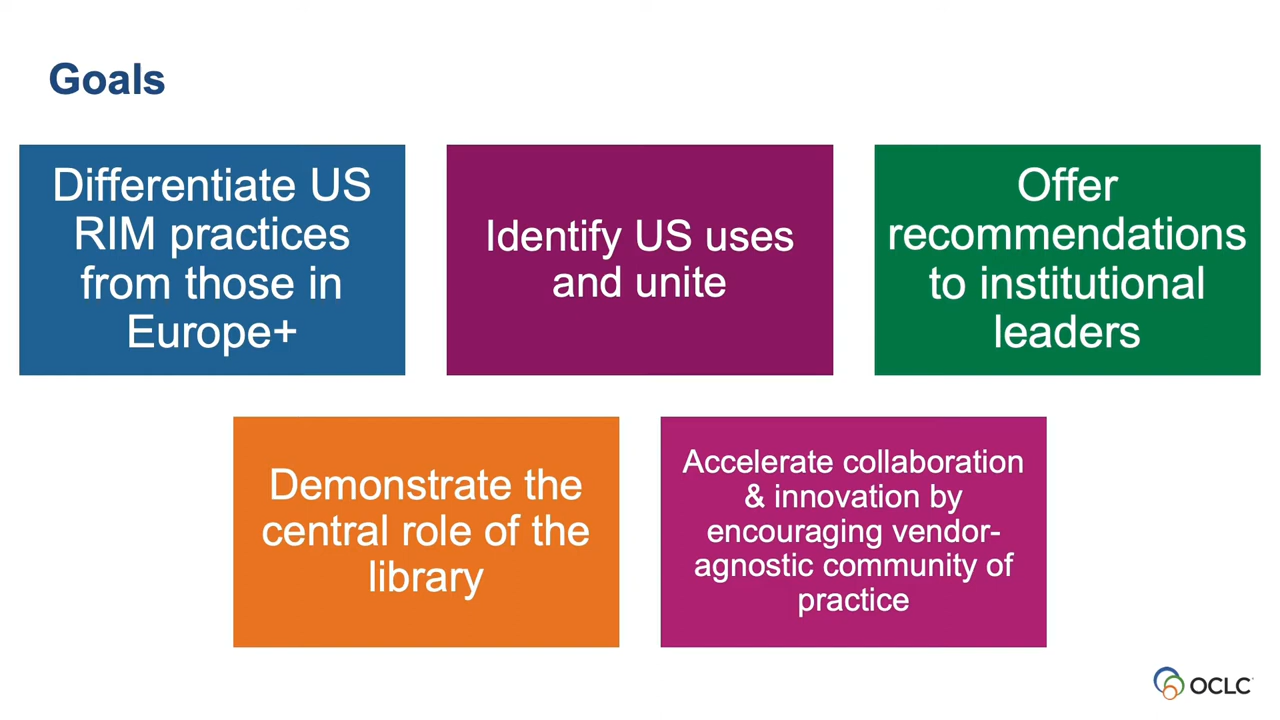 Goals
Differentiate US
RIM practices
from those in
Europe+
Identify US uses
and unite
Offer
recommendations
to institutional
leaders
Demonstrate the
central role of the
library
Accelerate collaboration
& innovation by
encouraging vendor-
agnostic community of
practice
OCLC